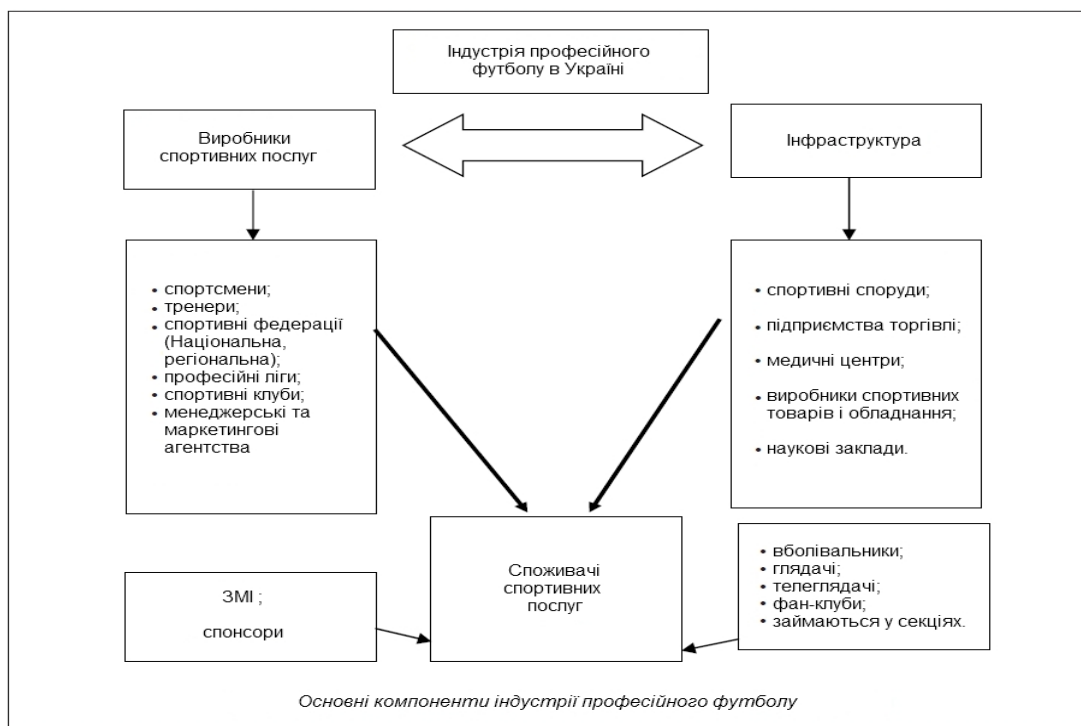 Індустрія професійного
футболу в Україні
Виробники
спортивних послуг
Інфраструктура
• спортсмени;
• тренери;
• спортивні федерації
(Національна,
регіональна);
• професійні ліги;
• спортивні клуби;
• менеджерські та
маркетингові
агентства
• спортивні споруди;
• підприємства торгівлі;
• медичні центри;
• виробники спортивних
товарів і обладнання;
• наукові заклади.
Споживачі
спортивних
послуг
ЗМІ ;
спонсори
• вболівальники;
• глядачі;
• телеглядачі;
• фан-клуби;
• займаються у секціях.
Основні компоненти індустрії професійного футболу